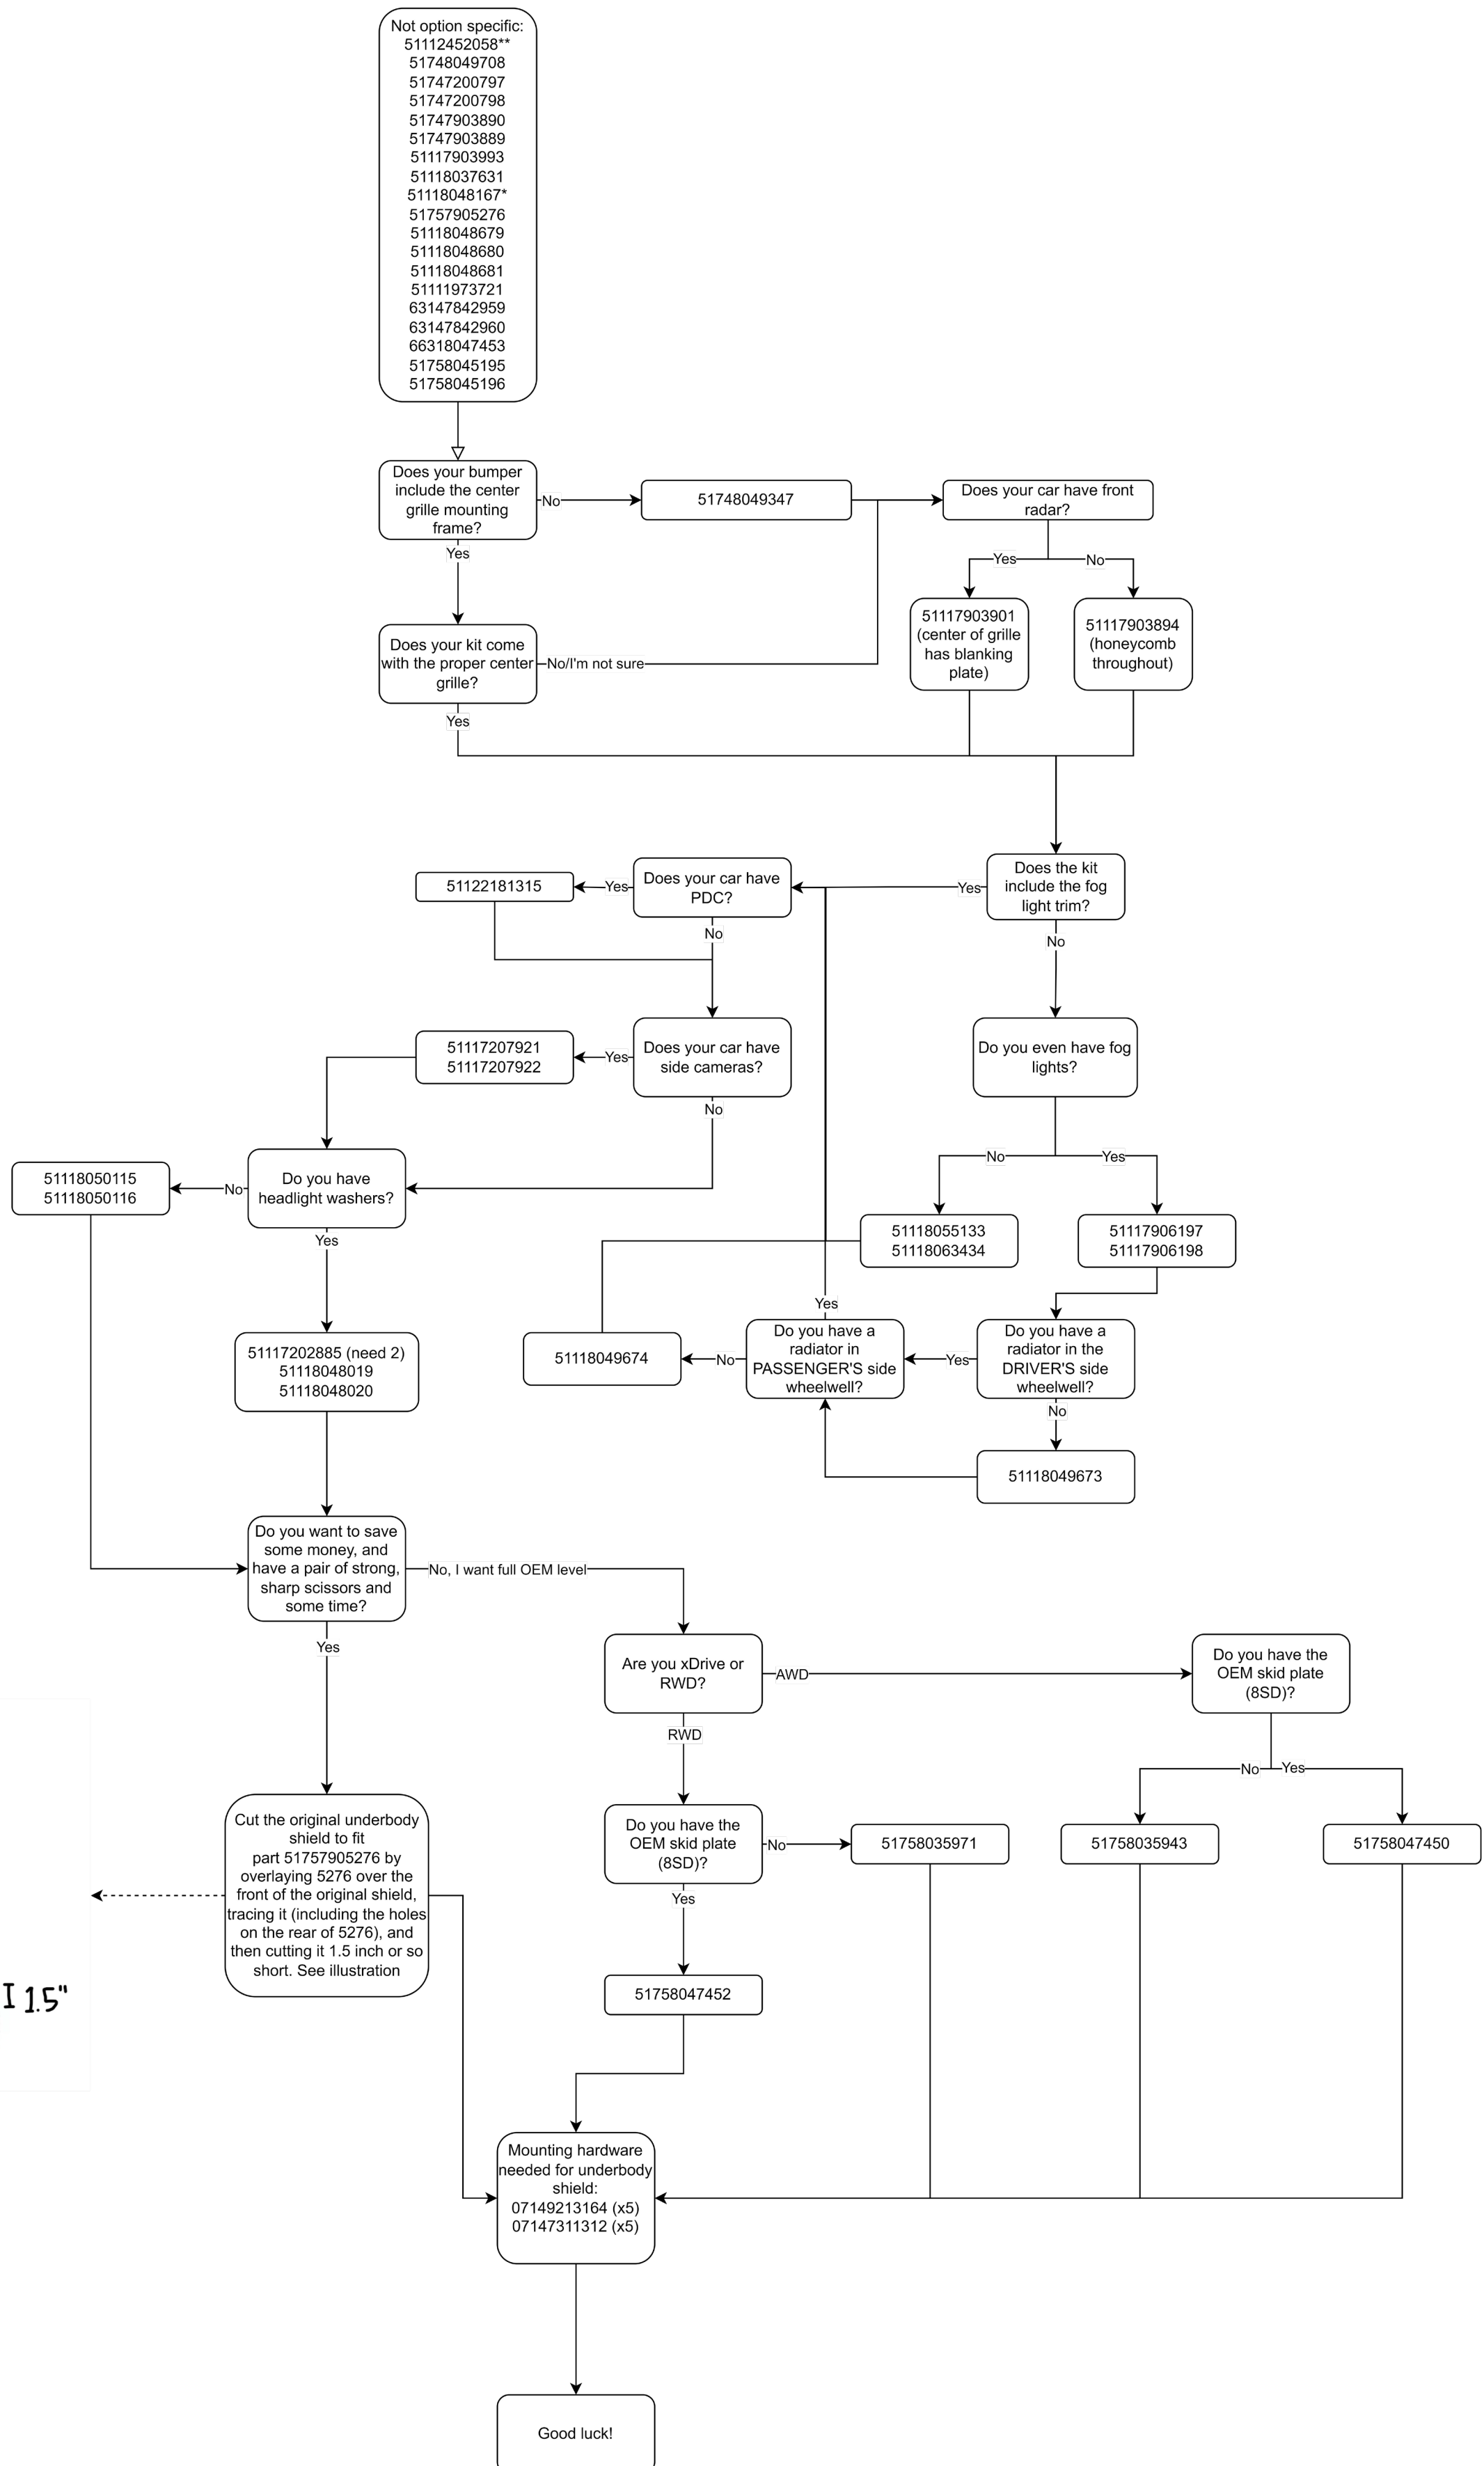 Not option specific:
51112452058**
51748049708
51747200797
51747200798
51747903890
51747903889
51117903993
51118037631
51118048167*
51757905276
51118048679
51118048680
51118048681
51111973721
63147842959
63147842960
66318047453
51758045195
51758045196
Does your bumper
include the center
grille mounting
frame?
No
51748049347
Does your car have front
radar?
Yes
Yes
No
51117903901
(center of grille
has blanking
plate)
51117903894
(honeycomb
throughout)
Does your kit come
with the proper center
grille?
No/I'm not sure
Yes
Does the kit
include the fog
light trim?
Yes
No
Does your car have
PDC?
Yes
51122181315
No
Does your car have
side cameras?
Yes
51117207921
51117207922
No
Do you even have fog
lights?
No
Yes
51118055133
51118063434
51117906197
51117906198
Do you have
headlight washers?
No
51118050115
51118050116
Yes
Yes
Do you have a
radiator in
PASSENGER'S side
wheelwell?
No
51118049674
Do you have a
radiator in the
DRIVER'S side
wheelwell?
Yes
No
51118049673
51117202885 (need 2)
51118048019
51118048020
Do you want to save
some money, and
have a pair of strong,
sharp scissors and
some time?
No, I want full OEM level
Yes
Are you xDrive or
RWD?
AWD
RWD
Do you have the
OEM skid plate
(8SD)?
No
Yes
51758035943
51758047450
Do you have the
OEM skid plate
(8SD)?
No
51758035971
Yes
51758047452
Cut the original underbody
shield to fit
part 51757905276 by
overlaying 5276 over the
front of the original shield,
tracing it (including the holes
on the rear of 5276), and
then cutting it 1.5 inch or so
short. See illustration
I 1.5"
Mounting hardware
needed for underbody
shield:
07149213164 (x5)
07147311312 (x5)
Good luck!